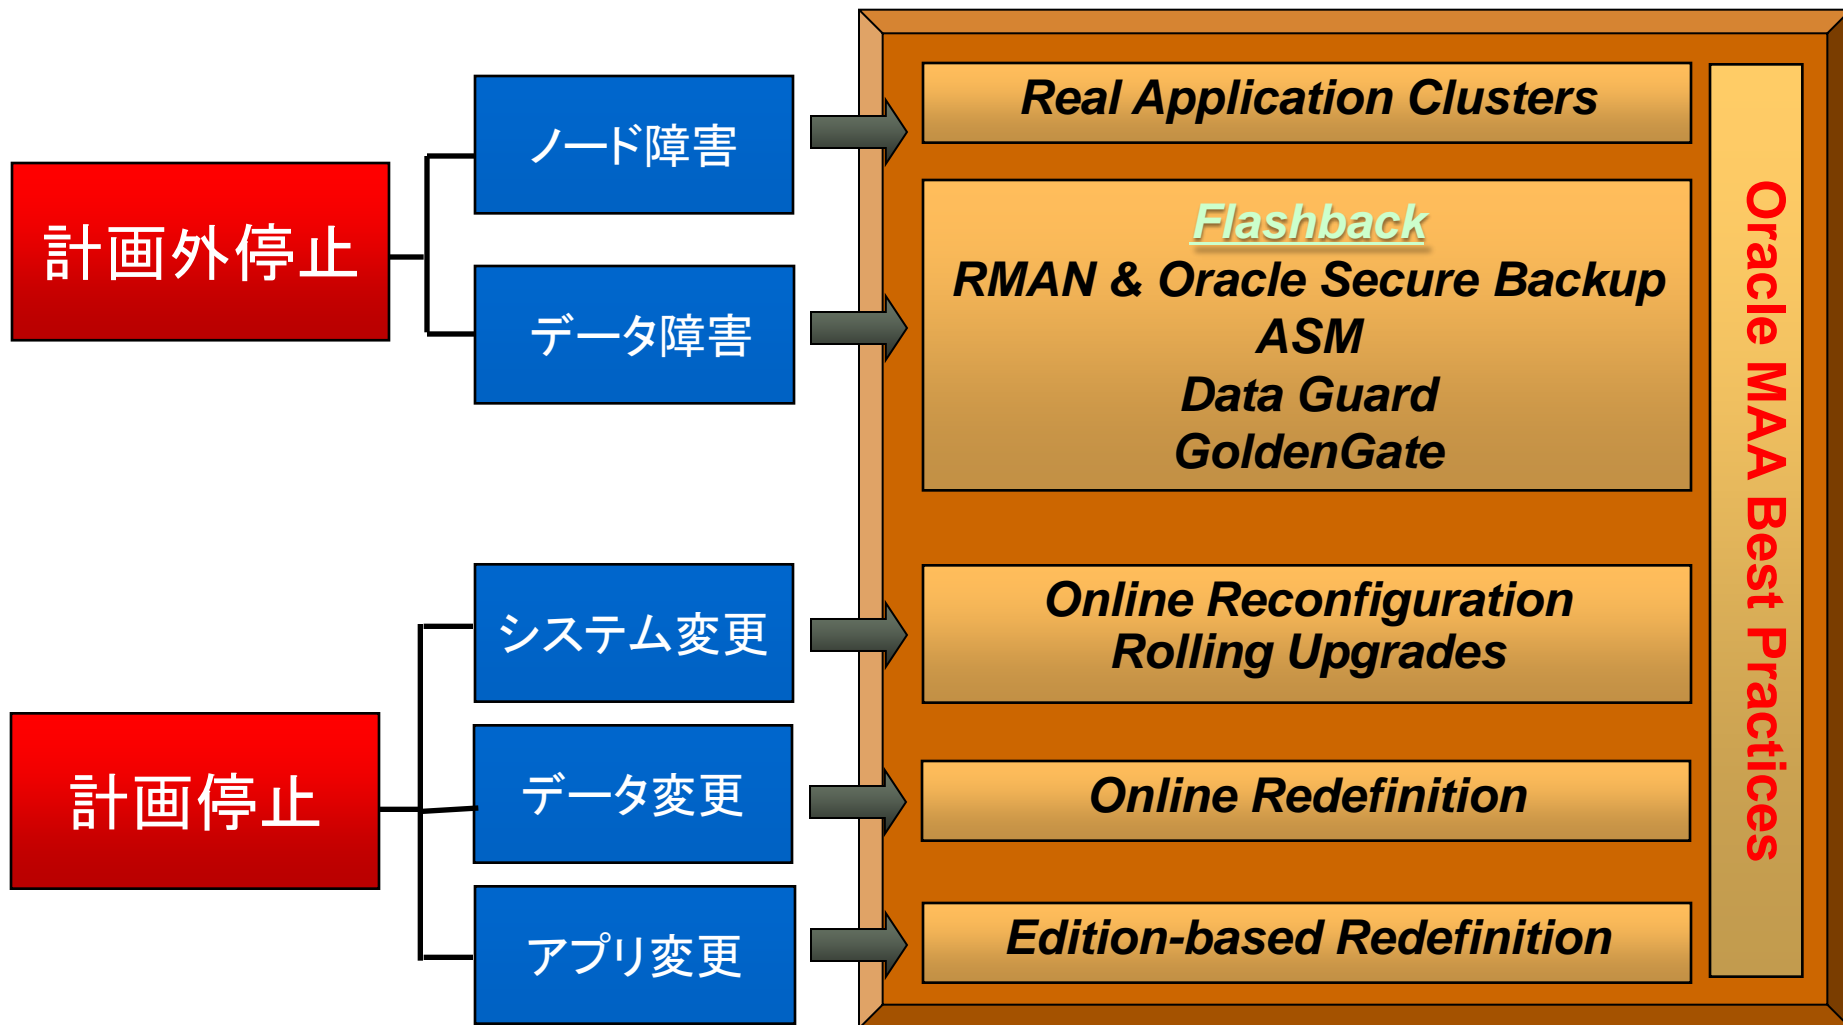 計画外停止
ノード障害
データ障害
計画停止
システム変更
データ変更
アプリ変更
Real Application Clusters
Flashback
RMAN & Oracle Secure Backup
ASM
Data Guard
GoldenGate
Online Reconfiguration
Rolling Upgrades
Online Redefinition
Edition-based Redefinition
Oracle MAA Best Practices